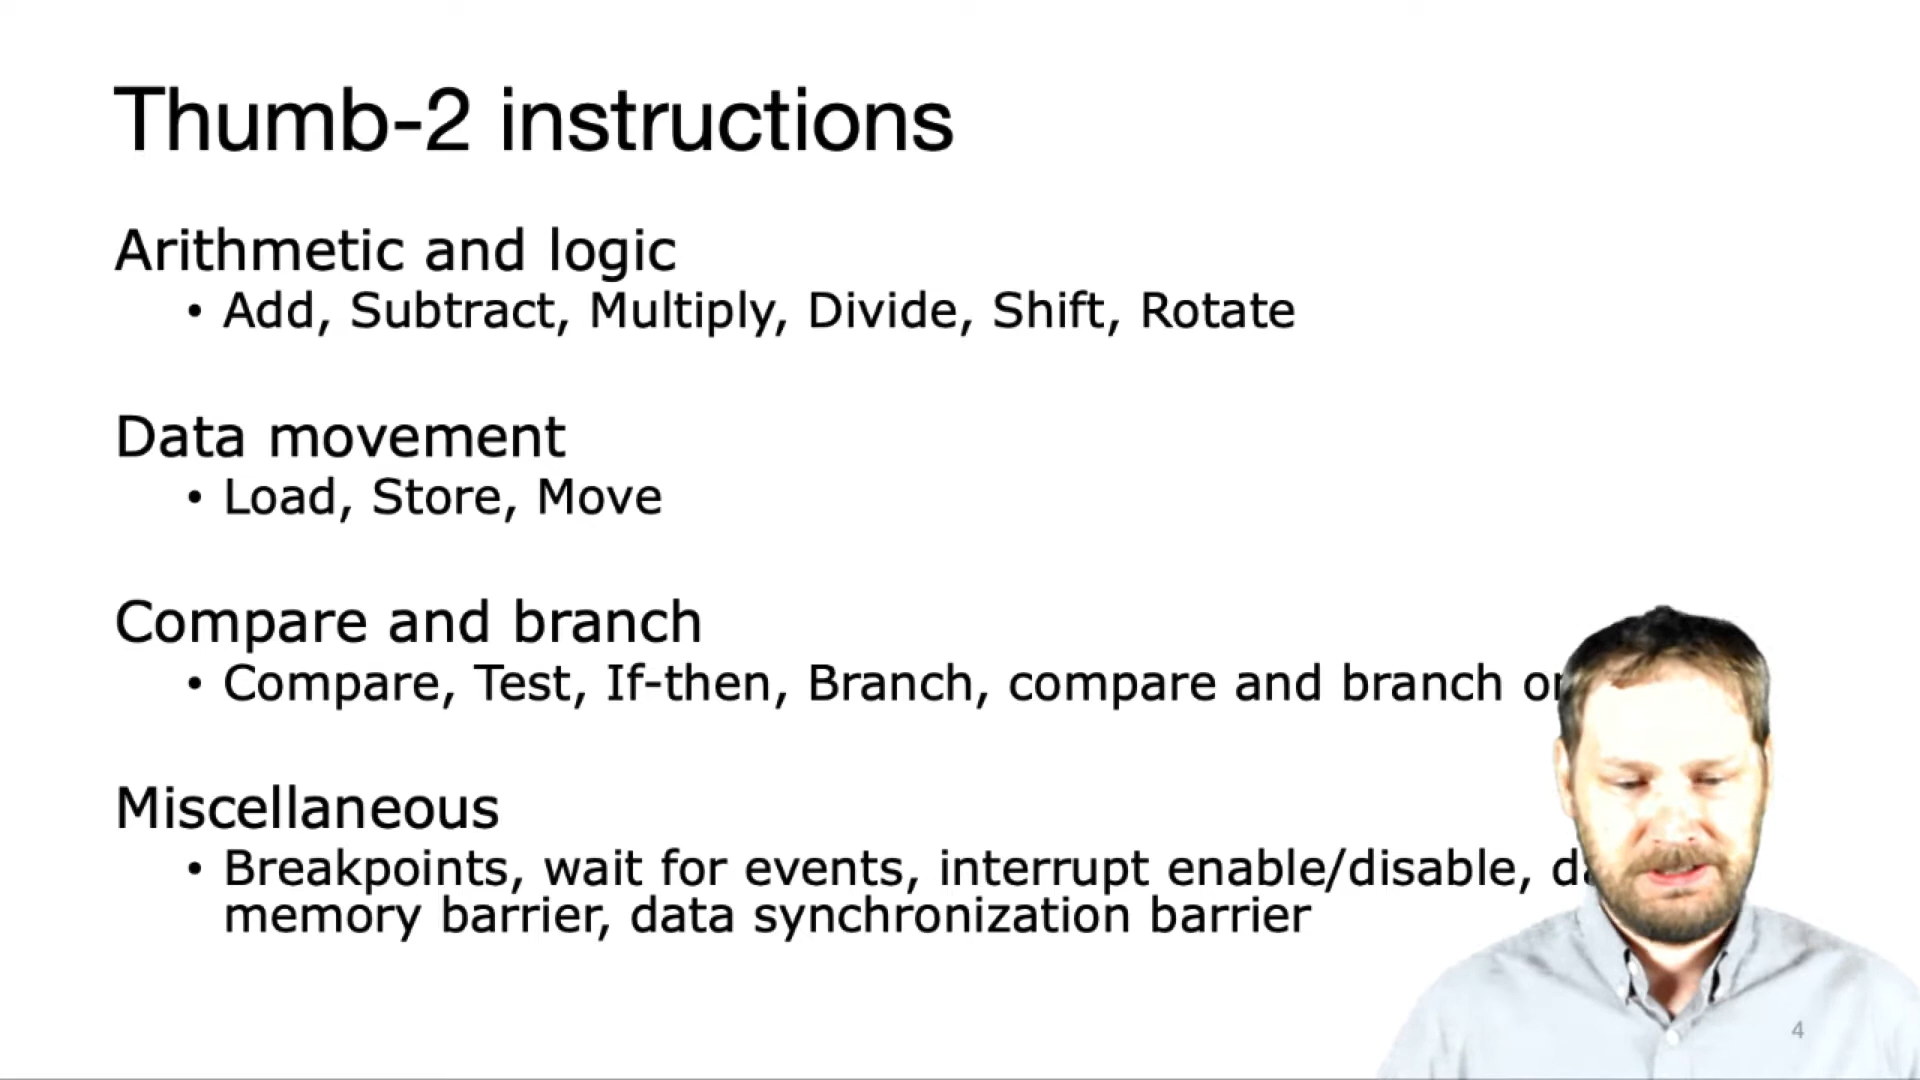 Thumb-2 instructions
Arithmetic and logic
• Add, Subtract, Multiply, Divide, Shift, Rotate
Data movement
• Load, Store, Move
Compare and branch
• Compare, Test, If-then, Branch, compare and branch
Miscellaneous
• Breakpoints, wait for events, interrupt enable/disable,
memory barrier, data synchronization barrier
4